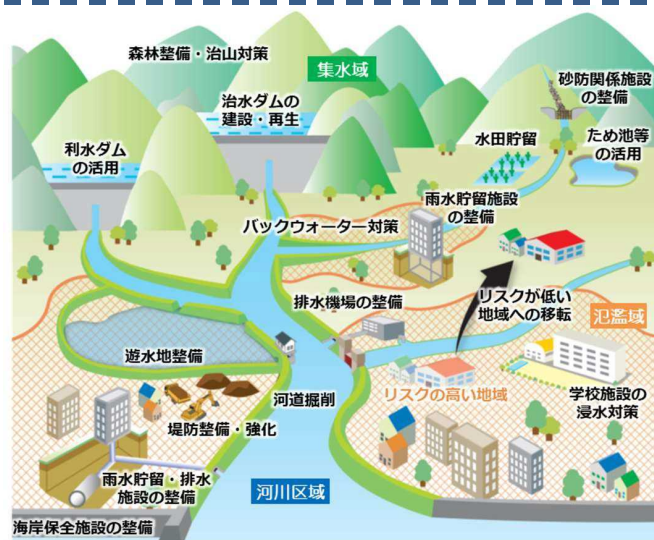 森林整備・治山対策
集水域
砂防関係施設
の整備
治水ダムの
建設・再生
水田貯留
ため池等
の活用
利水ダム
の活用
雨水貯留施設
の整備
バックウォーター対策
排水機場の整備
リスクが低い
地域への移転
氾濫域
遊水地整備
河道掘削
リスクの高い地域
学校施設の
浸水対策
堤防整備・強化
雨水貯留・排水
施設の整備
河川区域
海岸保全施設の整備